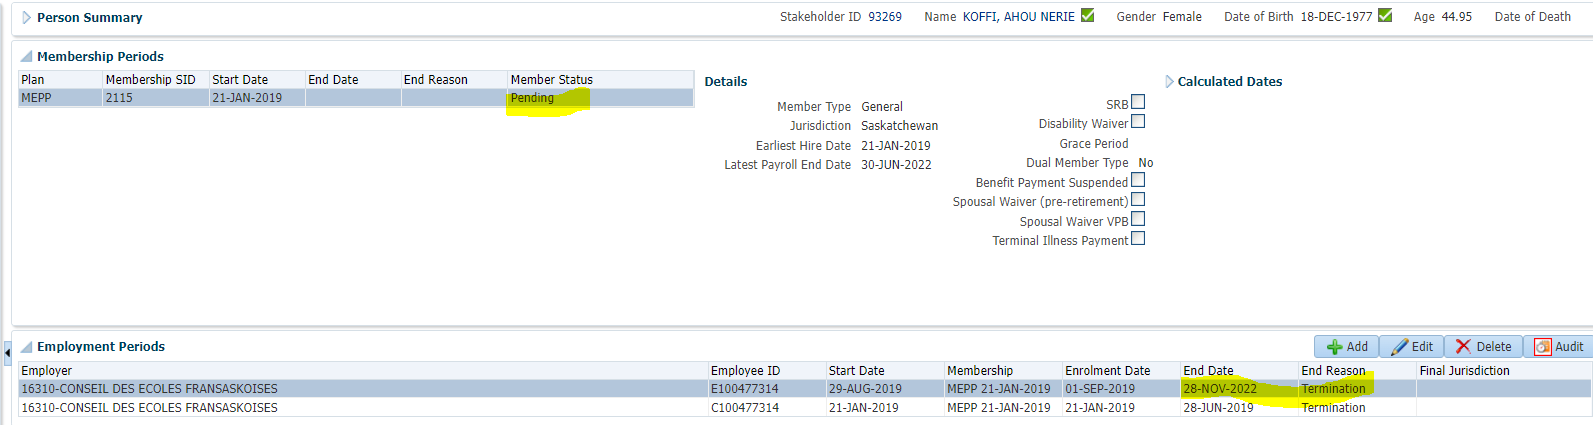 Person Summary Stakeholder ID 93269 Name KOFFI, AHOU NERIE Gender Female Date of Birth 18-DEC-1977 Age 44.95 Date of Death
Membership Periods
Plan Membership SID Start Date End Date End Reason Member Status
MEPP 2115 21-JAN-2019 Pending
Details
Member Type General
Jurisdiction Saskatchewan
Earliest Hire Date 21-JAN-2019
Latest Payroll End Date 30-JUN-2022
SRB
Disability Waiver
Grace Period
Dual Member Type No
Benefit Payment Suspended
Spousal Waiver (pre-retirement)
Spousal Waiver VPB
Terminal Illness Payment
Calculated Dates
Employment Periods Add Edit Delete Audit
Employer Employee ID Start Date Membership Enrolment Date End Date End Reason Final Jurisdiction
16310-CONSEIL DES ECOLES FRANSASKOISES E100477314 29-AUG-2019 MEPP 21-JAN-2019 01-SEP-2019 28-NOV-2022 Termination
16310-CONSEIL DES ECOLES FRANSASKOISES C100477314 21-JAN-2019 MEPP 21-JAN-2019 21-JAN-2019 28-JUN-2019 Termination